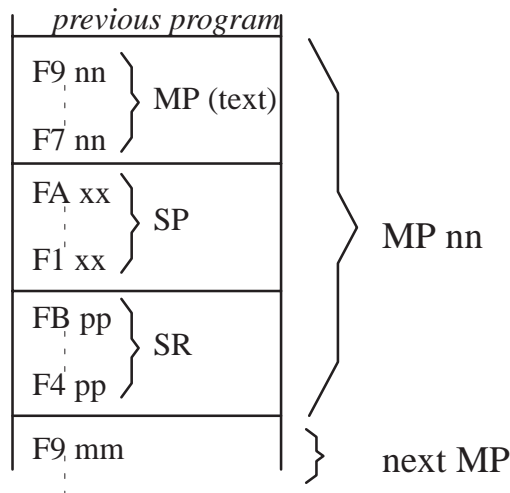 previous program
F9 nn
MP (text)
F7 nn
FA xx
SP
F1 xx
MP nn
FB pp
SR
F4 pp
F9 mm
next MP